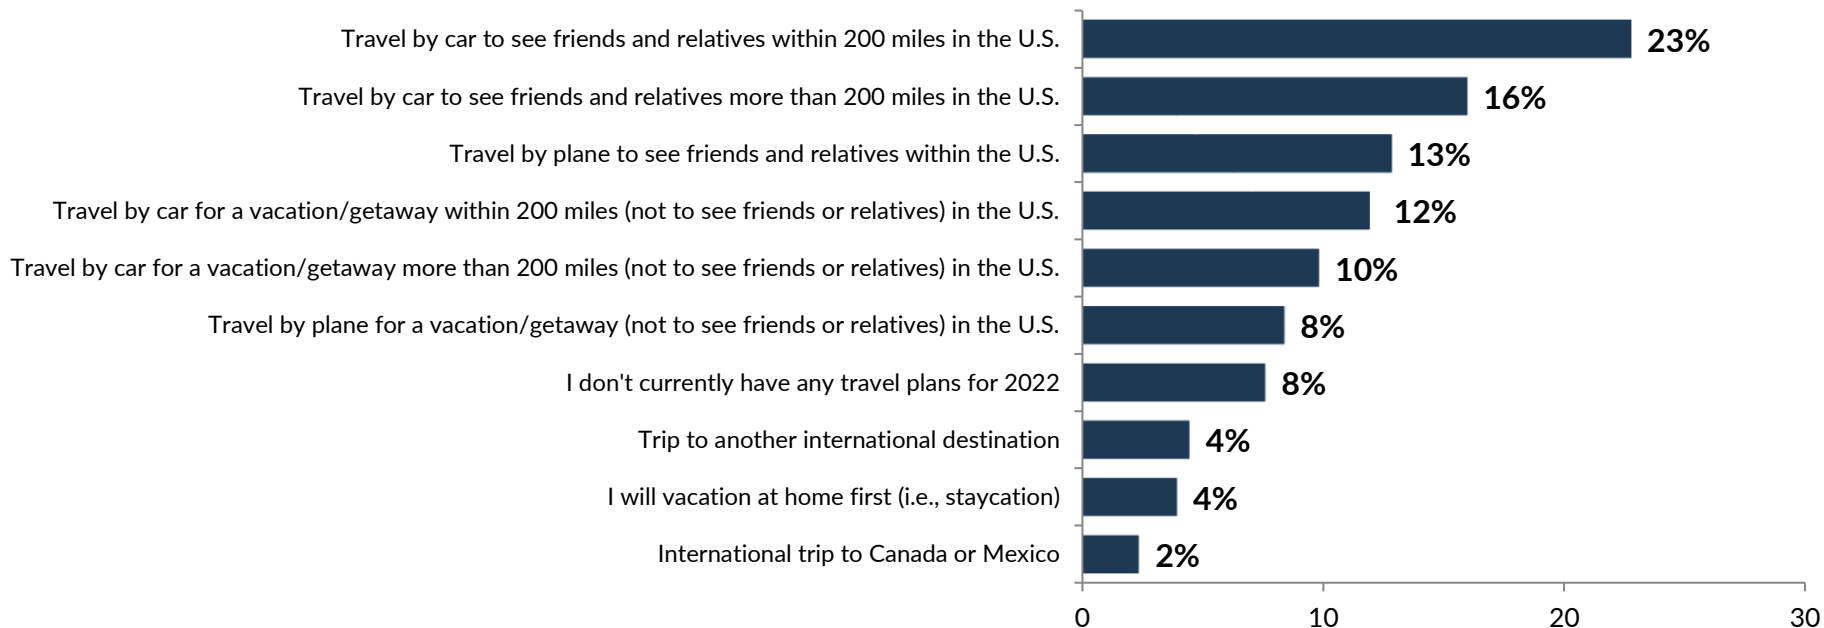 Travel by car to see friends and relatives within 200 miles in the U.S. 23%
Travel by car to see friends and relatives more than 200 miles in the U.S. 16%
Travel by plane to see friends and relatives within the U.S. 13%
Travel by car for a vacation/getaway within 200 miles (not to see friends or relatives) in the U.S. 12%
Travel by car for a vacation/getaway more than 200 miles (not to see friends or relatives) in the U.S. 10%
Travel by plane for a vacation/getaway (not to see friends or relatives) in the U.S. 8%
I don't currently have any travel plans for 2022 8%
Trip to another international destination 4%
I will vacation at home first (i.e., staycation) 4%
International trip to Canada or Mexico 2%
0 10 20 30